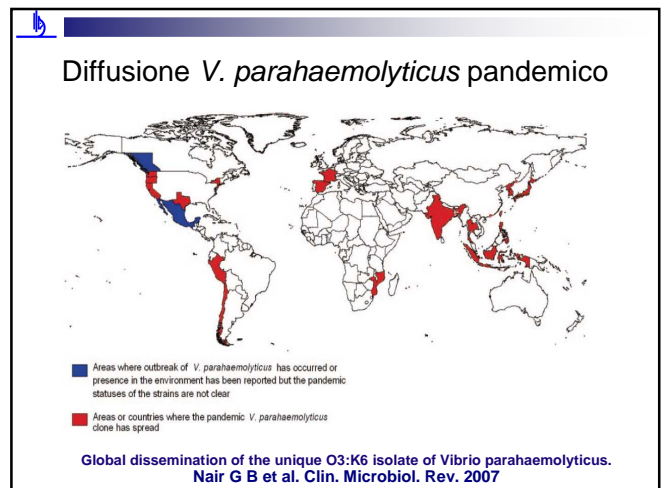 Diffusione V. parahaemolyticus pandemico
Areas where outbreak of V. parahaemolyticus has occurred or
presence in the environment has been reported but the pandemic
statuses of the strains are not clear
Areas or countries where the pandemic V. parahaemolyticus
clone has spread
Global dissemination of the unique O3:K6 isolate of Vibrio parahaemolyticus.
Nair G B et al. Clin. Microbiol. Rev. 2007